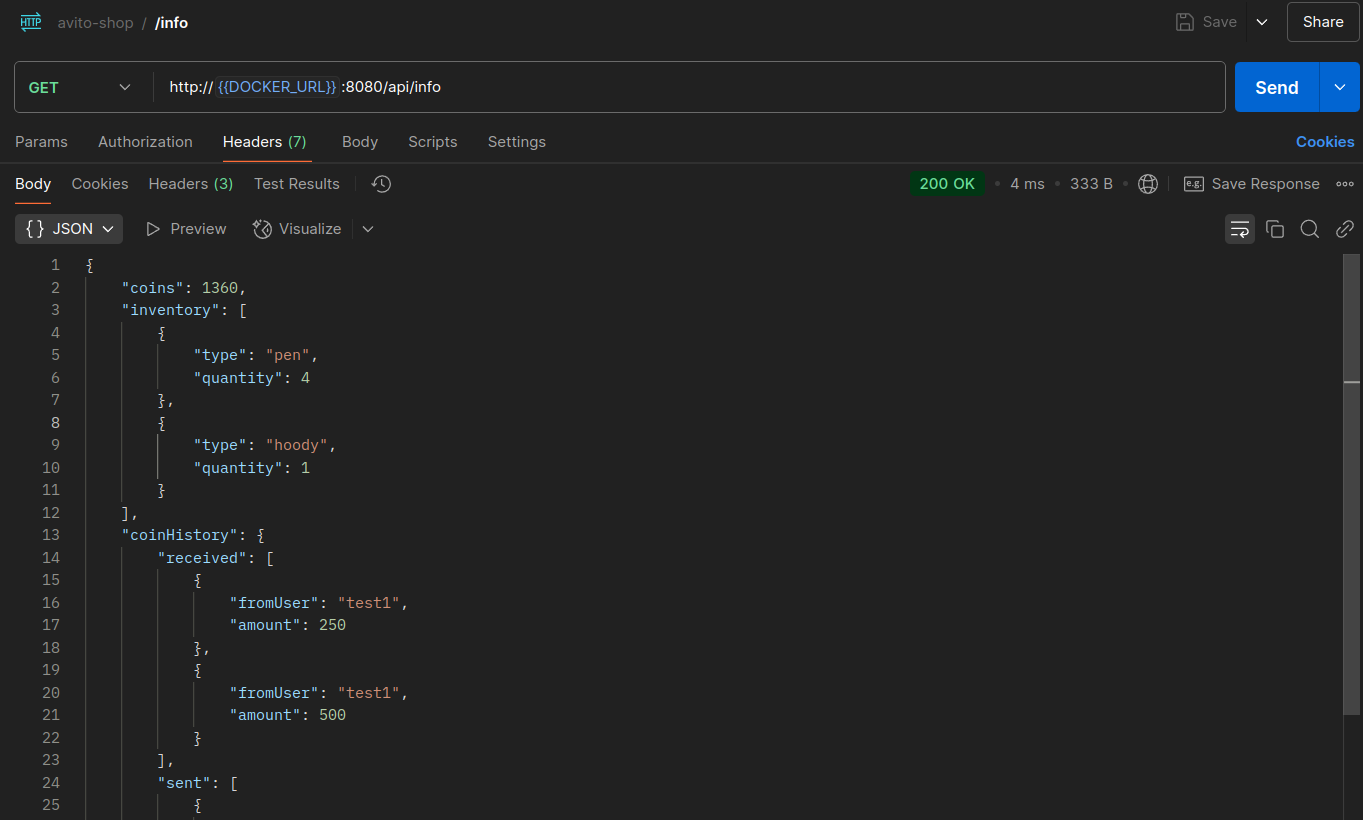 HTTP avito-shop / /info Save Share
GET http:// {{DOCKER_URL}} :8080/api/info Send
Params Authorization Headers (7) Body Scripts Settings Cookies
Body Cookies Headers (3) Test Results 200 OK • 4 ms • 333 B • e.g. Save Response
{} JSON Preview Visualize
1 {
2 "coins": 1360,
3 "inventory": [
4 {
5 "type": "pen",
6 "quantity": 4
7 },
8 {
9 "type": "hoody",
10 "quantity": 1
11 }
12 ],
13 "coinHistory": {
14 "received": [
15 {
16 "fromUser": "test1",
17 "amount": 250
18 },
19 {
20 "fromUser": "test1",
21 "amount": 500
22 }
23 ],
24 "sent": [
25 {